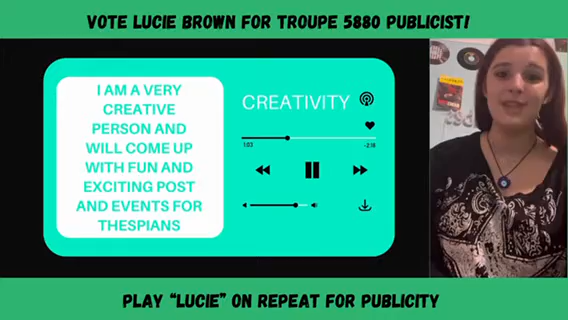 VOTE LUCIE BROWN FOR TROUPE 5880 PUBLICIST!
I AM A VERY
CREATIVE
PERSON AND
WILL COME UP
WITH FUN AND
EXCITING POST
AND EVENTS FOR
THESPIANS
CREATIVITY
1:03
-2:16
PLAY “LUCIE” ON REPEAT FOR PUBLICITY